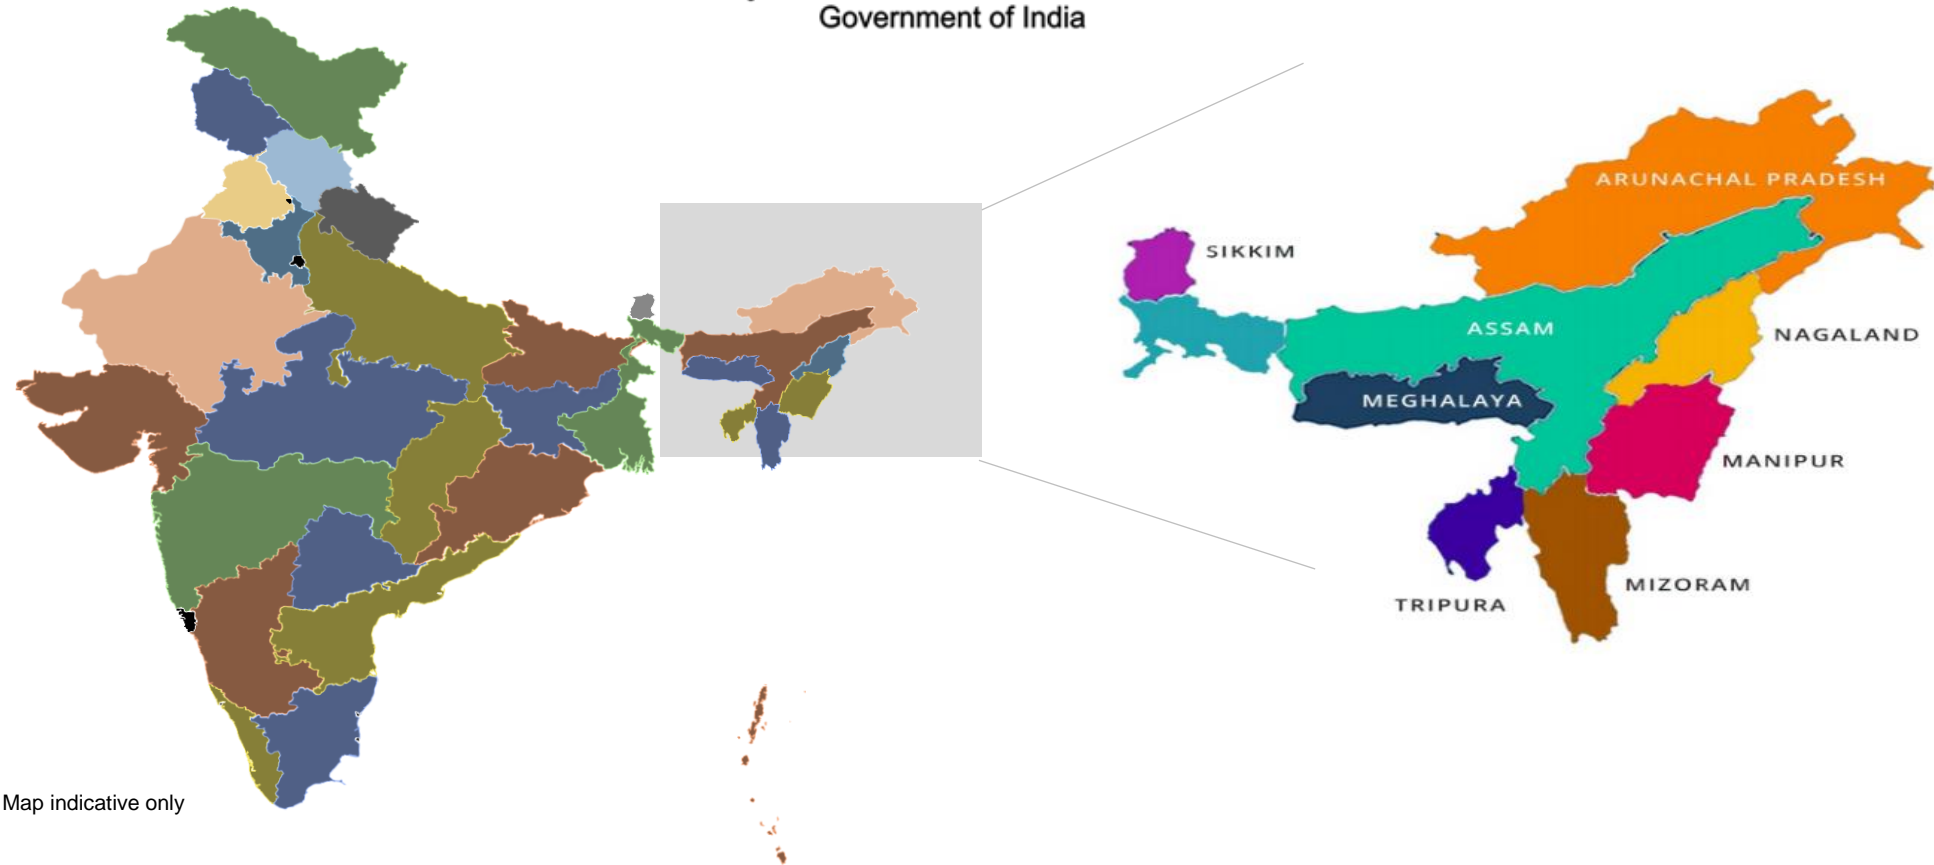 Government of India
ARUNACHAL PRADESH
SIKKIM
ASSAM
NAGALAND
MEGHALAYA
MANIPUR
MIZORAM
TRIPURA
Map indicative only